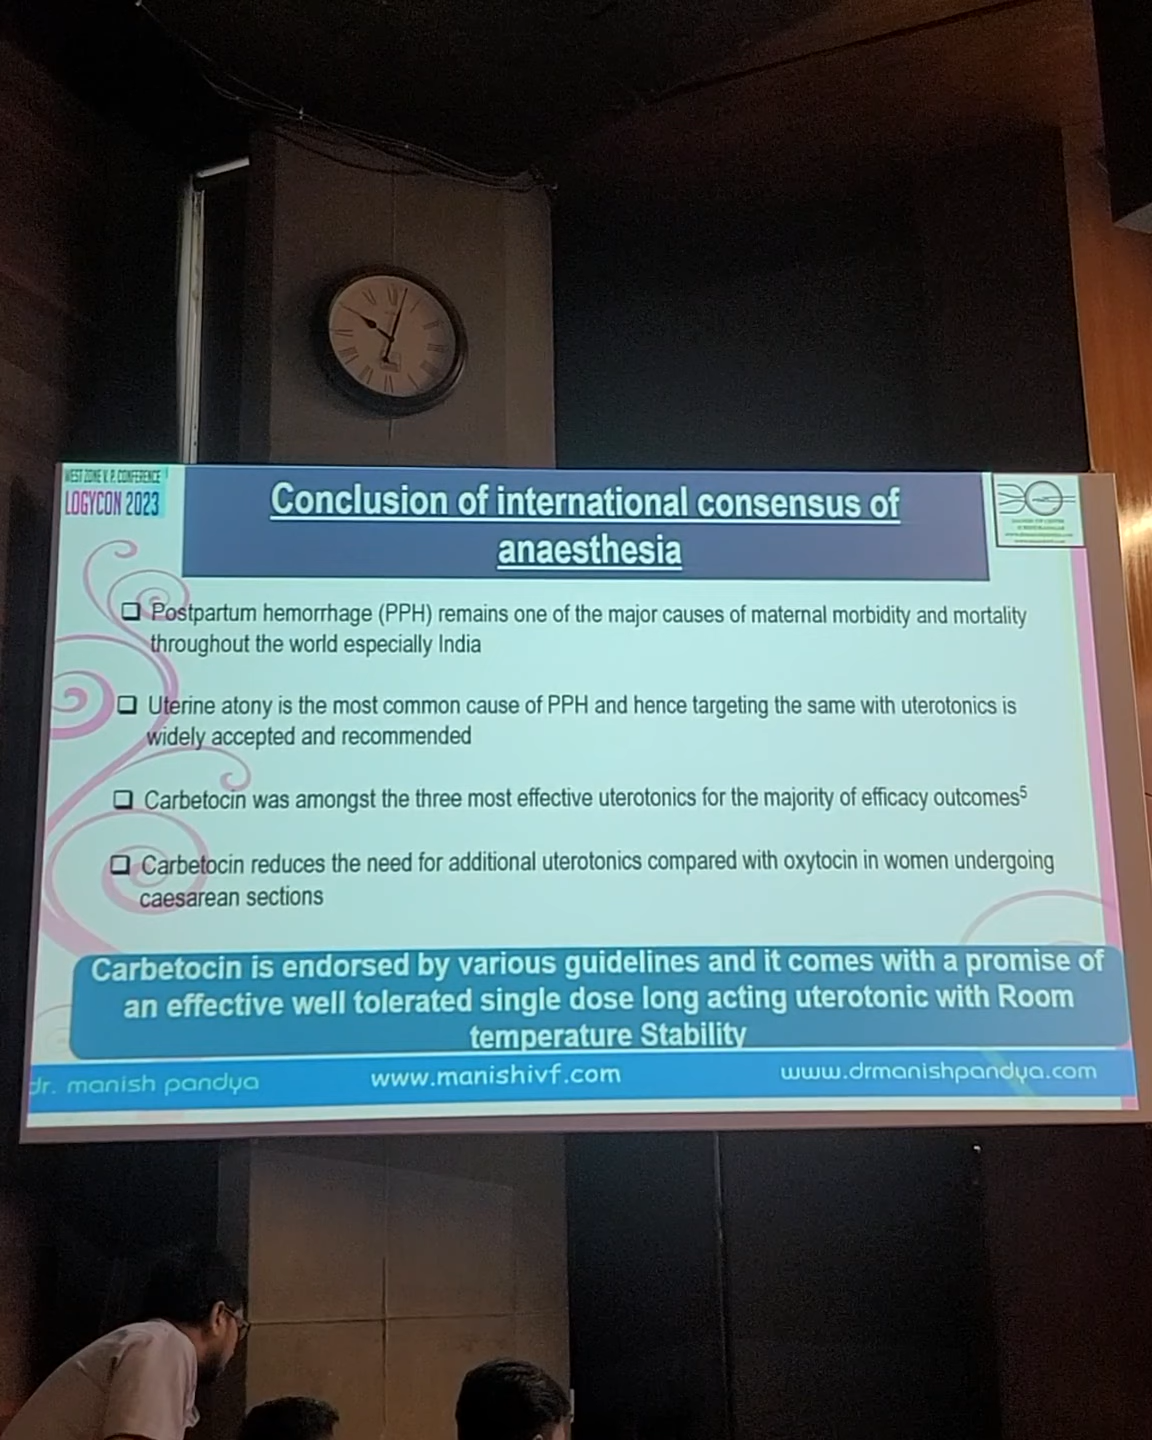 WEST ZONE Y. P. CONFERENCE
LOGYCON 2023
Conclusion of international consensus of
anaesthesia
Postpartum hemorrhage (PPH) remains one of the major causes of maternal morbidity and mortality
throughout the world especially India
Uterine atony is the most common cause of PPH and hence targeting the same with uterotonics is
widely accepted and recommended
Carbetocin was amongst the three most effective uterotonics for the majority of efficacy outcomes⁵
Carbetocin reduces the need for additional uterotonics compared with oxytocin in women undergoing
caesarean sections
Carbetocin is endorsed by various guidelines and it comes with a promise of
an effective well tolerated single dose long acting uterotonic with Room
temperature Stability
dr. manish pandya
www.manishivf.com
www.drmanishpandya.com